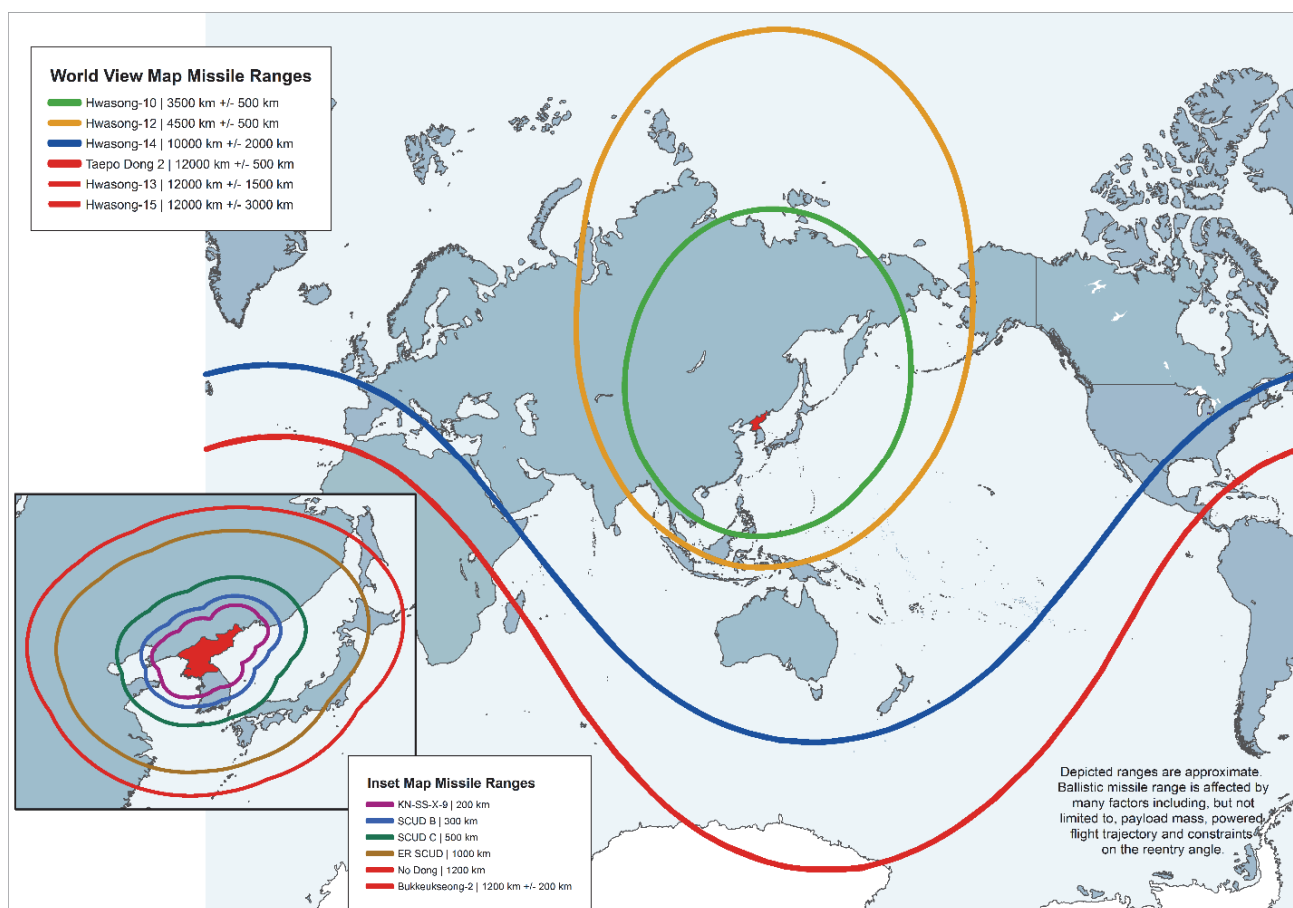 World View Map Missile Ranges
Hwasong-10 | 3500 km +/- 500 km
Hwasong-12 | 4500 km +/- 500 km
Hwasong-14 | 10000 km +/- 2000 km
Taepo Dong 2 | 12000 km +/- 500 km
Hwasong-13 | 12000 km +/- 1500 km
Hwasong-15 | 12000 km +/- 3000 km
Inset Map Missile Ranges
KN-SS-X-9 | 200 km
SCUD B | 300 km
SCUD C | 500 km
ER SCUD | 1000 km
No Dong | 1200 km
Bukkeukseong-2 | 1200 km +/- 200 km
Depicted ranges are approximate.
Ballistic missile range is affected by
many factors including, but not
limited to, payload mass, powered
flight trajectory and constraints
on the reentry angle.